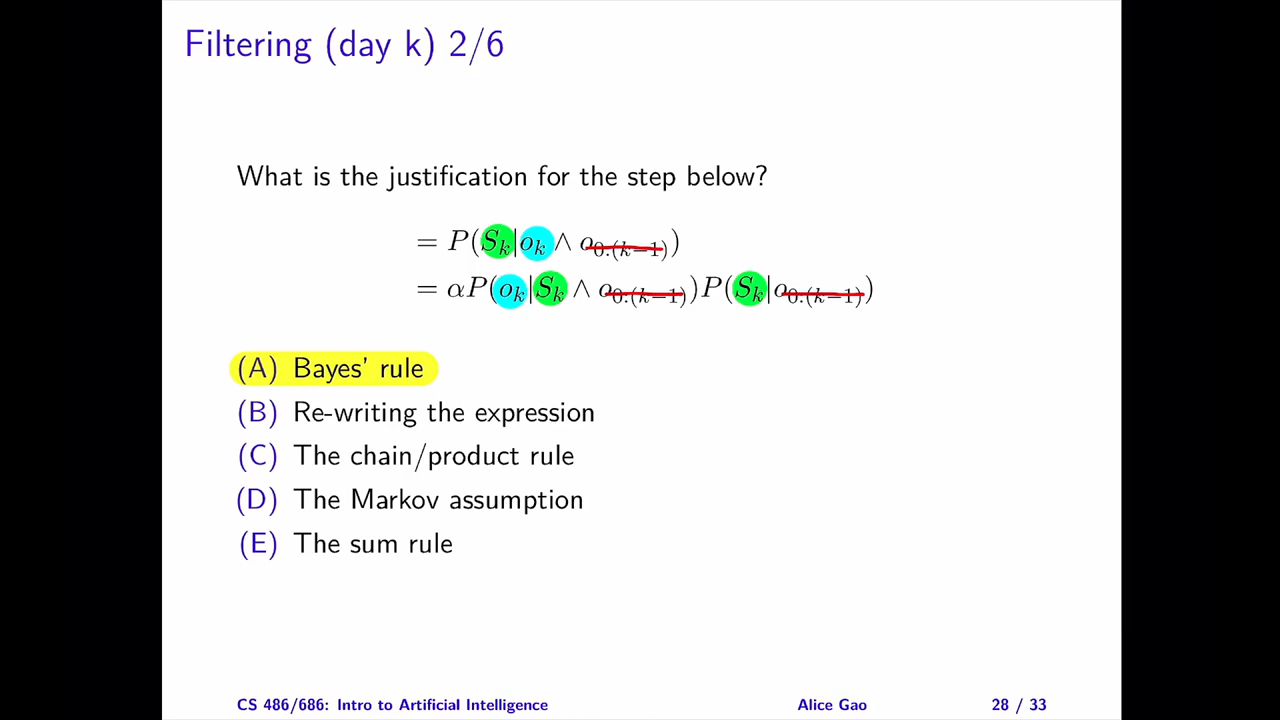 Filtering (day k) 2/6
What is the justification for the step below?
= P(S_k|o_k ∧ o_{0:(k−1)})
= αP(o_k|S_k ∧ o_{0:(k−1)})P(S_k|o_{0:(k−1)})
(A) Bayes' rule
(B) Re-writing the expression
(C) The chain/product rule
(D) The Markov assumption
(E) The sum rule
CS 486/686: Intro to Artificial Intelligence Alice Gao 28 / 33